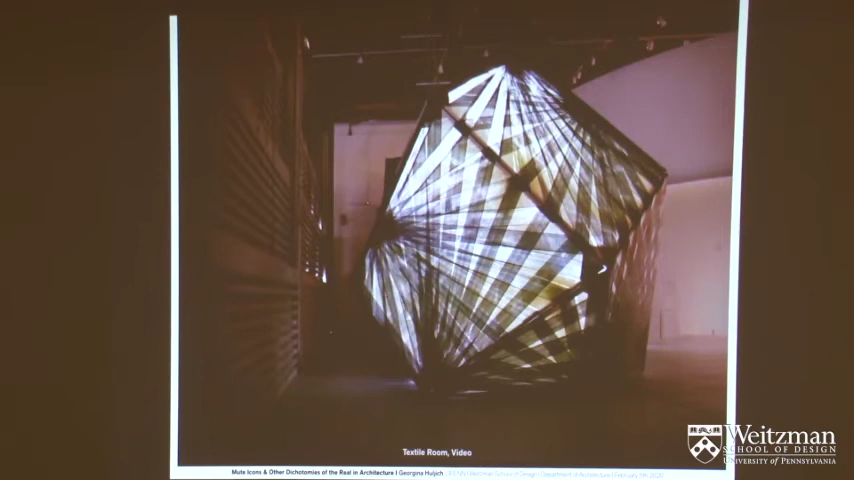 Textile Room, Video
Mute Icons & Other Dichotomies of the Real in Architecture I Georgina Huljich
Weitzman
SCHOOL OF DESIGN
UNIVERSITY of PENNSYLVANIA